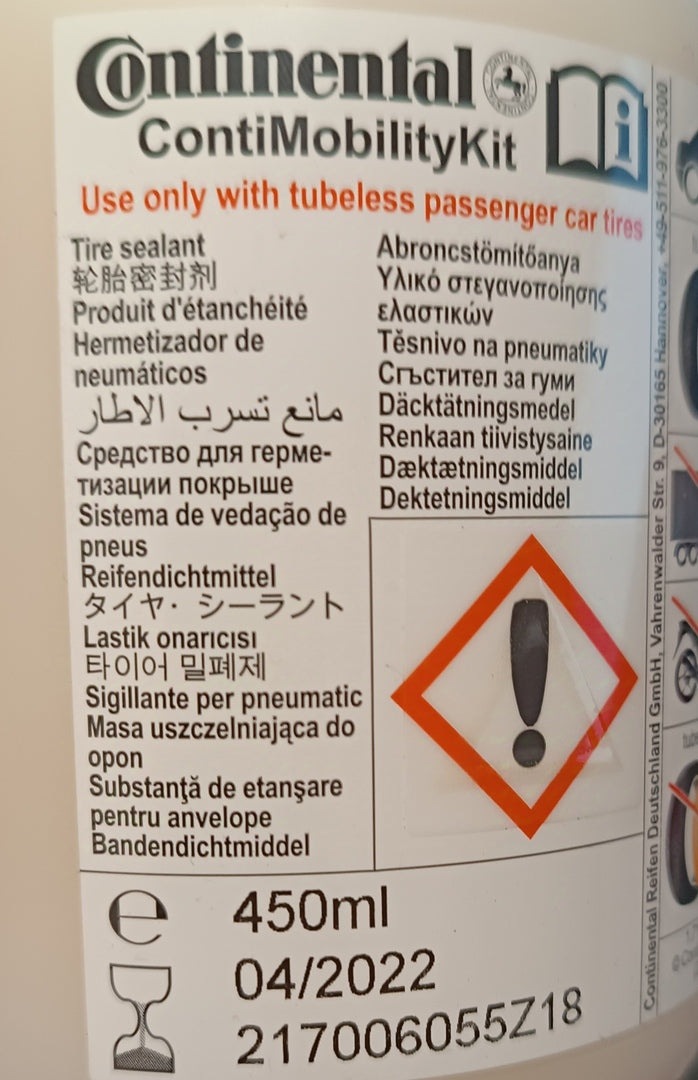 Continental
ContiMobilityKit
Use only with tubeless passenger car tires
Tire sealant
轮胎密封剂
Produit d'étanchéité
Hermetizador de
neumáticos
مانع تسرب الاطار
Средство для герме-
тизации покрыше
Sistema de vedação de
pneus
Reifendichtmittel
タイヤ・ シーラント
Lastik onarıcısı
타이어 밀폐제
Sigillante per pneumatic
Masa uszczelniająca do
opon
Substanţă de etanşare
pentru anvelope
Bandendichtmiddel
Abroncstömítőanya
Υλικό στεγανοποίησης
ελαστικών
Těsnivo na pneumatiky
Сгъстител за гуми
Däcktätningsmedel
Renkaan tiivistysaine
Dæktætningsmiddel
Dektetningsmiddel
e 450ml
04/2022
217006055Z18
Continental Reifen Deutschland GmbH, Vahrenwalder Str. 9, D-30165 Hannover, +49-511-976-3300